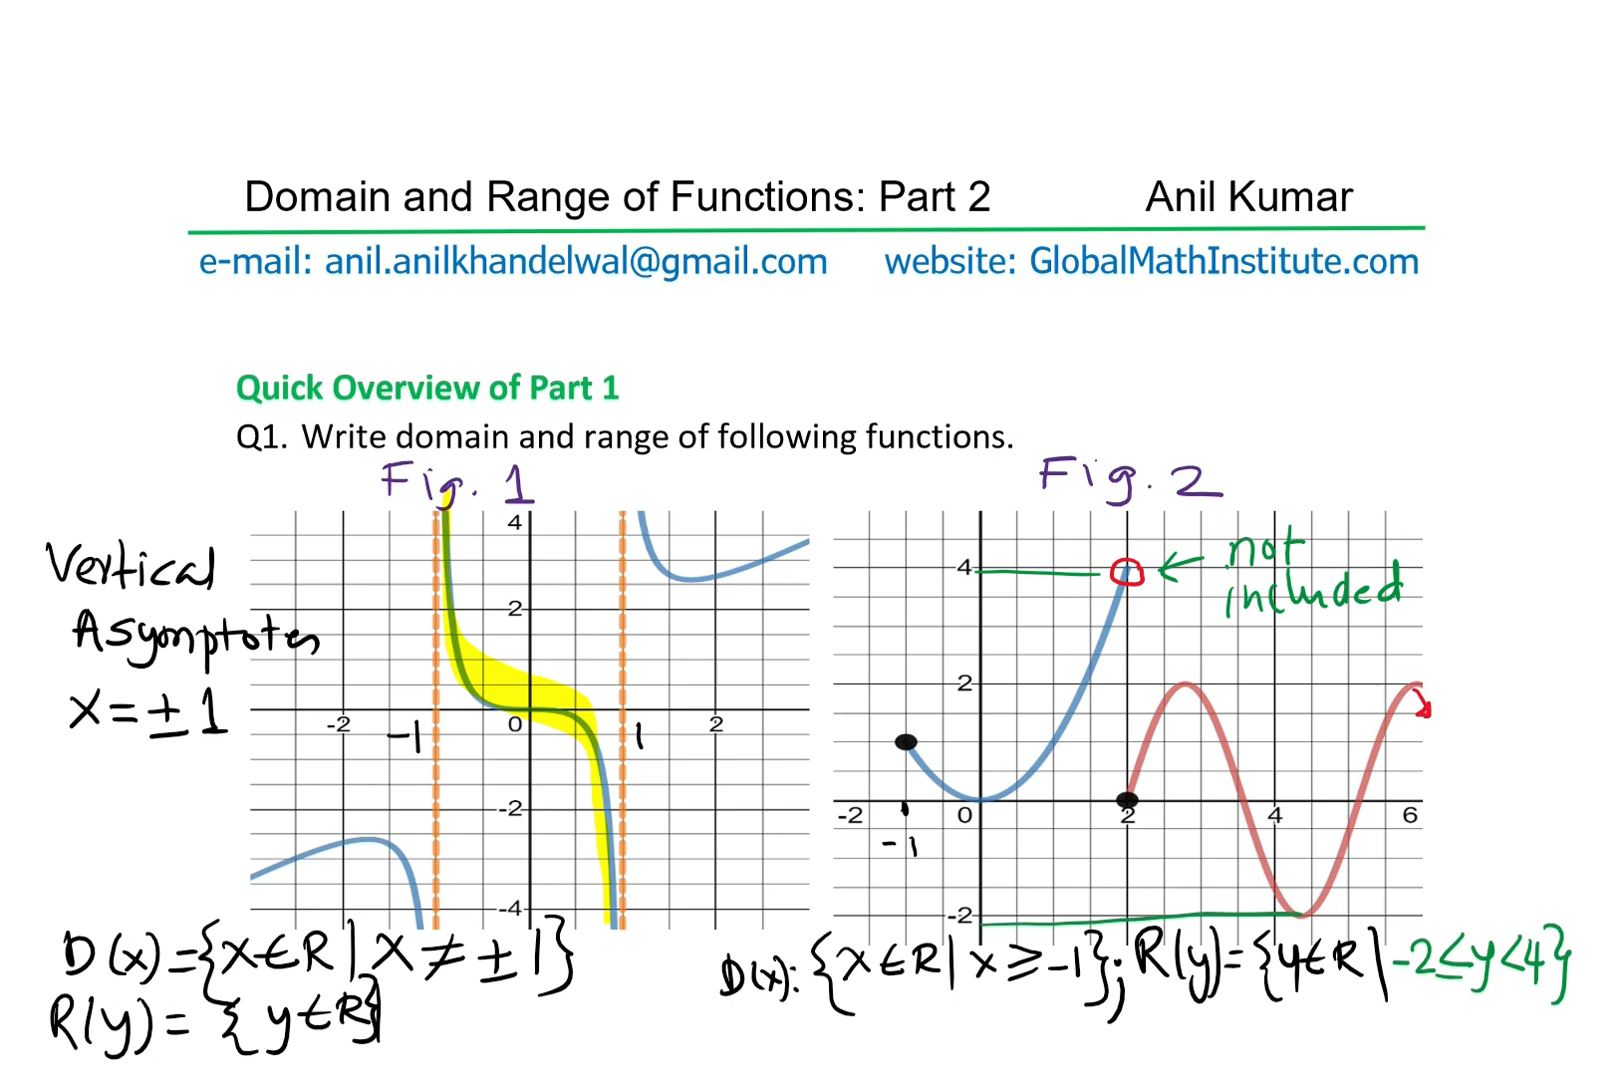 Domain and Range of Functions: Part 2 Anil Kumar
e-mail: anil.anilkhandelwal@gmail.com website: GlobalMathInstitute.com
Quick Overview of Part 1
Q1. Write domain and range of following functions.
Fig. 1
Fig. 2
Vertical
Asymptotes
X = ± 1
4
2
-2
-1
0
1
2
-2
-4
4
not
included
2
-2
0
2
4
6
-1
-2
D(x) = {x ∈ R | x ≠ ± 1}
R(y) = {y ∈ R}
D(x): {x ∈ R | x ≥ -1}; R(y) = {y ∈ R | -2 ≤ y < 4}